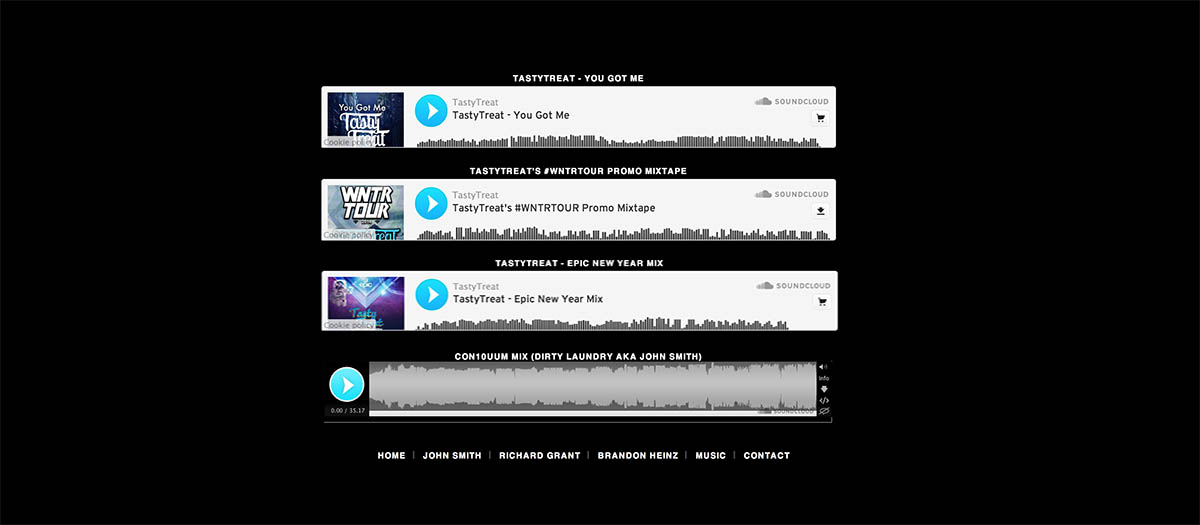 TASTYTREAT - YOU GOT ME
You Got Me
Tasty
Treat
Cookie policy
TastyTreat
TastyTreat - You Got Me
SOUNDCLOUD
TASTYTREAT'S #WNTRTOUR PROMO MIXTAPE
WNTR
TOUR
Cookie policy
TastyTreat
TastyTreat's #WNTRTOUR Promo Mixtape
SOUNDCLOUD
TASTYTREAT - EPIC NEW YEAR MIX
EPIC
Tasty
Cookie policy
TastyTreat
TastyTreat - Epic New Year Mix
SOUNDCLOUD
CON10UUM MIX (DIRTY LAUNDRY AKA JOHN SMITH)
0.00 / 35.17
Info
SOUNDCLOUD
HOME | JOHN SMITH | RICHARD GRANT | BRANDON HEINZ | MUSIC | CONTACT